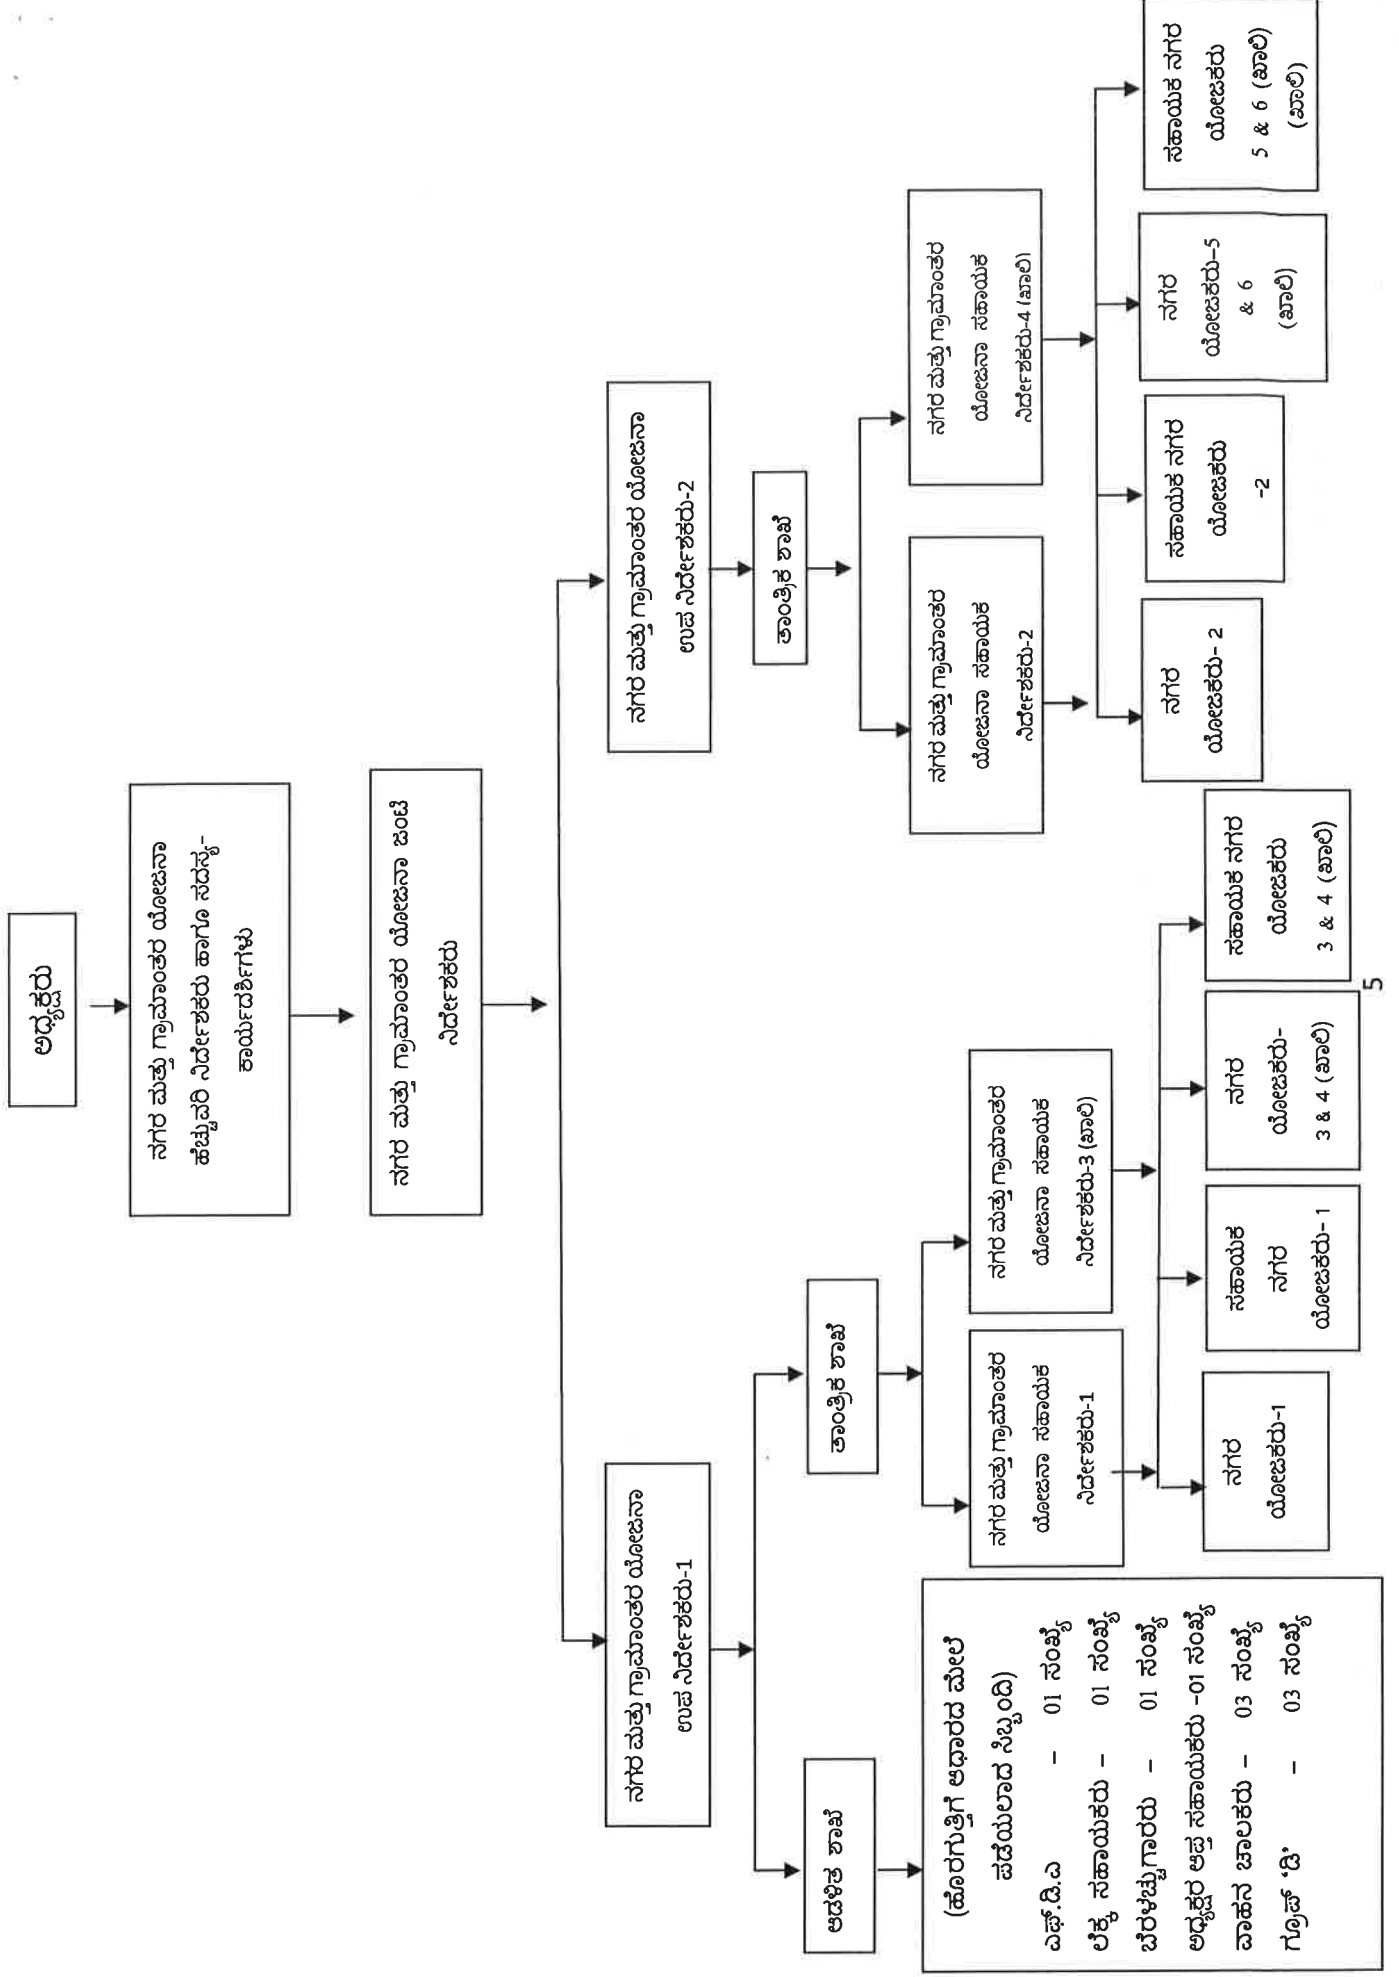 ಅಧ್ಯಕ್ಷರು
ನಗರ ಮತ್ತು ಗ್ರಾಮಾಂತರ ಯೋಜನಾ
ಹೆಚ್ಚುವರಿ ನಿರ್ದೇಶಕರು ಹಾಗೂ ಸದಸ್ಯ-
ಕಾರ್ಯದರ್ಶಿಗಳು
ನಗರ ಮತ್ತು ಗ್ರಾಮಾಂತರ ಯೋಜನಾ ಜಂಟಿ
ನಿರ್ದೇಶಕರು
ನಗರ ಮತ್ತು ಗ್ರಾಮಾಂತರ ಯೋಜನಾ
ಉಪ ನಿರ್ದೇಶಕರು-1
ನಗರ ಮತ್ತು ಗ್ರಾಮಾಂತರ ಯೋಜನಾ
ಉಪ ನಿರ್ದೇಶಕರು-2
ಆಡಳಿತ ಶಾಖೆ
ತಾಂತ್ರಿಕ ಶಾಖೆ
ತಾಂತ್ರಿಕ ಶಾಖೆ
(ಹೊರಗುತ್ತಿಗೆ ಆಧಾರದ ಮೇಲೆ
ಪಡೆಯಲಾದ ಸಿಬ್ಬಂದಿ)
ಎಫ್.ಡಿ.ಎ – 01 ಸಂಖ್ಯೆ
ಲೆಕ್ಕ ಸಹಾಯಕರು – 01 ಸಂಖ್ಯೆ
ಬೆರಳಚ್ಚುಗಾರರು – 01 ಸಂಖ್ಯೆ
ಅಧ್ಯಕ್ಷರ ಆಪ್ತ ಸಹಾಯಕರು -01 ಸಂಖ್ಯೆ
ವಾಹನ ಚಾಲಕರು – 03 ಸಂಖ್ಯೆ
ಗ್ರೂಪ್ ‘ಡಿ’ – 03 ಸಂಖ್ಯೆ
ನಗರ ಮತ್ತು ಗ್ರಾಮಾಂತರ
ಯೋಜನಾ ಸಹಾಯಕ
ನಿರ್ದೇಶಕರು-1
ನಗರ ಮತ್ತು ಗ್ರಾಮಾಂತರ
ಯೋಜನಾ ಸಹಾಯಕ
ನಿರ್ದೇಶಕರು-3 (ಖಾಲಿ)
ನಗರ ಮತ್ತು ಗ್ರಾಮಾಂತರ
ಯೋಜನಾ ಸಹಾಯಕ
ನಿರ್ದೇಶಕರು-2
ನಗರ ಮತ್ತು ಗ್ರಾಮಾಂತರ
ಯೋಜನಾ ಸಹಾಯಕ
ನಿರ್ದೇಶಕರು-4 (ಖಾಲಿ)
ನಗರ
ಯೋಜಕರು-1
ಸಹಾಯಕ
ನಗರ
ಯೋಜಕರು- 1
ನಗರ
ಯೋಜಕರು-
3 & 4 (ಖಾಲಿ)
ಸಹಾಯಕ ನಗರ
ಯೋಜಕರು
3 & 4 (ಖಾಲಿ)
ನಗರ
ಯೋಜಕರು- 2
ಸಹಾಯಕ ನಗರ
ಯೋಜಕರು
-2
ನಗರ
ಯೋಜಕರು-5
& 6
(ಖಾಲಿ)
ಸಹಾಯಕ ನಗರ
ಯೋಜಕರು
5 & 6 (ಖಾಲಿ)
(ಖಾಲಿ)
5